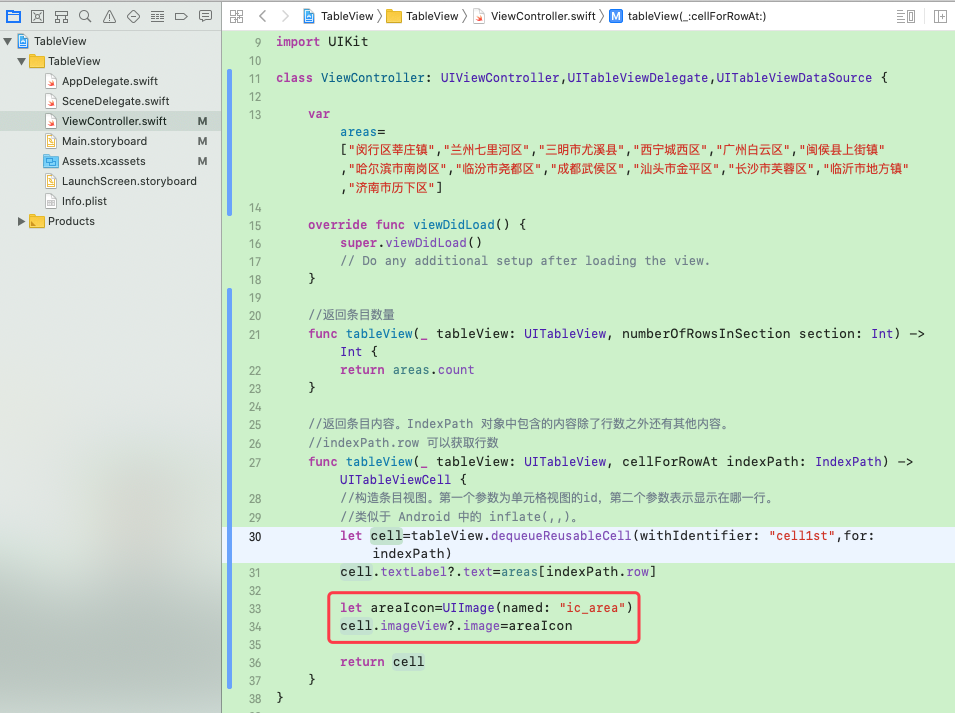 TableView
TableView
AppDelegate.swift
SceneDelegate.swift
ViewController.swift M
Main.storyboard M
Assets.xcassets M
LaunchScreen.storyboard
Info.plist
Products
TableView TableView ViewController.swift M tableView(_:cellForRowAt:)
9 import UIKit
10
11 class ViewController: UIViewController,UITableViewDelegate,UITableViewDataSource {
12
13 var
areas=
["闵行区莘庄镇","兰州七里河区","三明市尤溪县","西宁城西区","广州白云区","闽侯县上街镇"
,"哈尔滨市南岗区","临汾市尧都区","成都武侯区","汕头市金平区","长沙市芙蓉区","临沂市地方镇"
,"济南市历下区"]
14
15 override func viewDidLoad() {
16 super.viewDidLoad()
17 // Do any additional setup after loading the view.
18 }
19
20 //返回条目数量
21 func tableView(_ tableView: UITableView, numberOfRowsInSection section: Int) ->
Int {
22 return areas.count
23 }
24
25 //返回条目内容。IndexPath 对象中包含的内容除了行数之外还有其他内容。
26 //indexPath.row 可以获取行数
27 func tableView(_ tableView: UITableView, cellForRowAt indexPath: IndexPath) ->
UITableViewCell {
28 //构造条目视图。第一个参数为单元格视图的id，第二个参数表示显示在哪一行。
29 //类似于 Android 中的 inflate(,,)。
30 let cell=tableView.dequeueReusableCell(withIdentifier: "cell1st",for:
indexPath)
31 cell.textLabel?.text=areas[indexPath.row]
32
33 let areaIcon=UIImage(named: "ic_area")
34 cell.imageView?.image=areaIcon
35
36 return cell
37 }
38 }